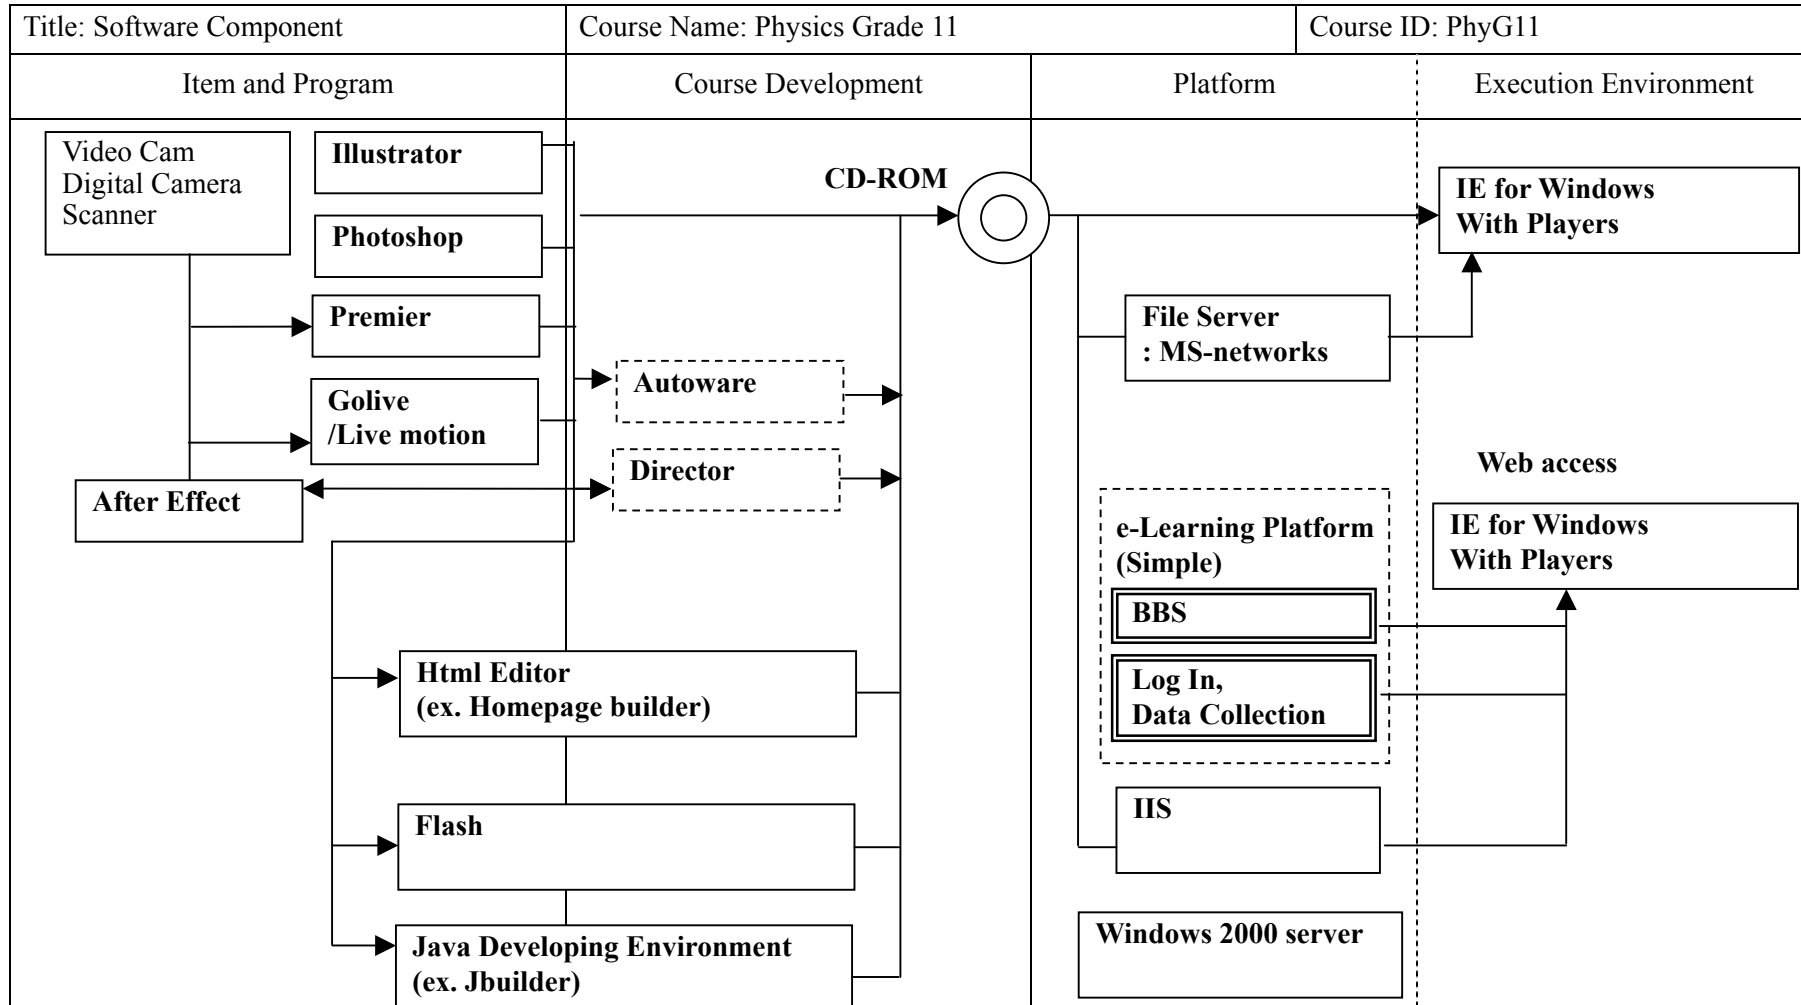 Title: Software Component
Course Name: Physics Grade 11
Course ID: PhyG11
Item and Program
Course Development
Platform
Execution Environment
Video Cam
Digital Camera
Scanner
Illustrator
Photoshop
Premier
Golive
/Live motion
After Effect
Autoware
Director
Html Editor
(ex. Homepage builder)
Flash
Java Developing Environment
(ex. Jbuilder)
CD-ROM
File Server
: MS-networks
e-Learning Platform
(Simple)
BBS
Log In,
Data Collection
IIS
Windows 2000 server
IE for Windows
With Players
Web access
IE for Windows
With Players